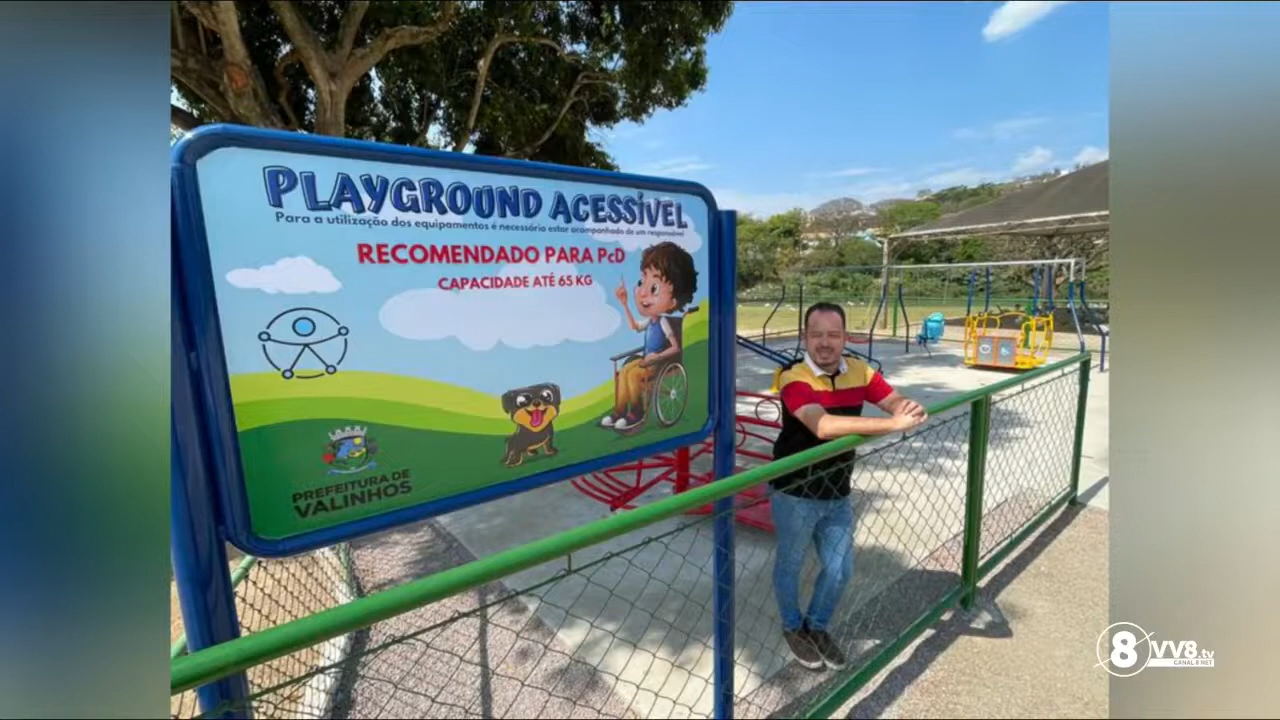 PLAYGROUND ACESSÍVEL
Para a utilização dos equipamentos é necessário estar acompanhado de um responsável
RECOMENDADO PARA PcD
CAPACIDADE ATÉ 65 KG
PREFEITURA DE
VALINHOS
8 VV8.tv
CANAL 8 NET